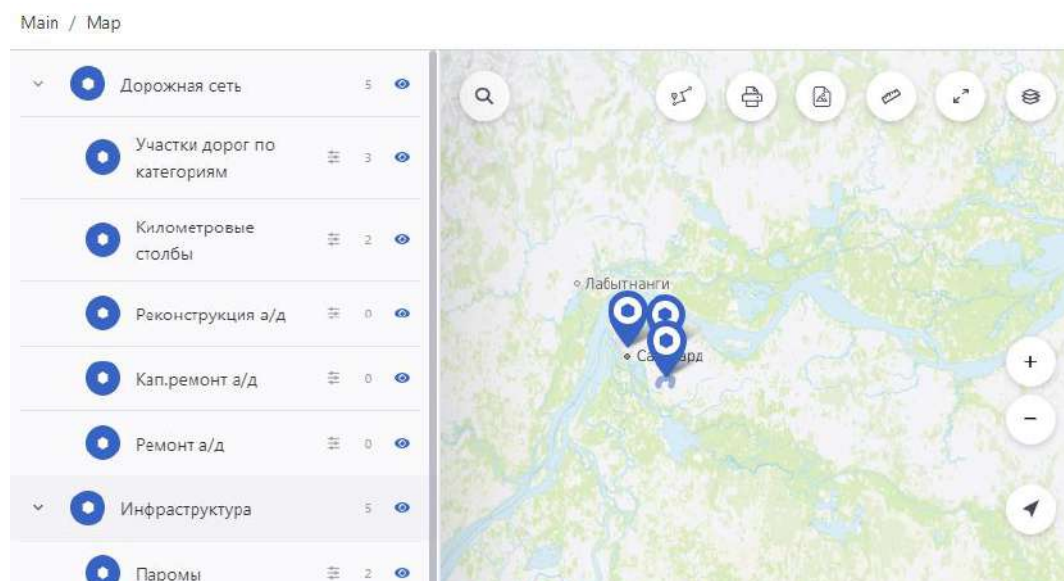 Main / Map
Дорожная сеть 5
Участки дорог по
категориям 3
Километровые
столбы 2
Реконструкция а/д 0
Кап.ремонт а/д 0
Ремонт а/д 0
Инфраструктура 5
Паромы 2
Лабытнанги